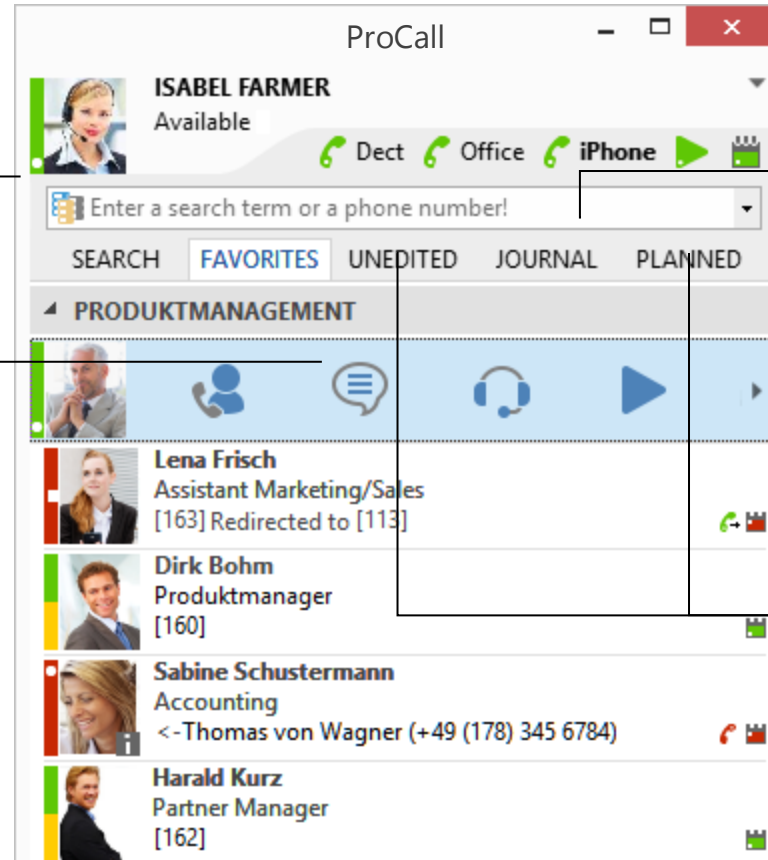 ProCall
ISABEL FARMER
Available
Dect Office iPhone
Enter a search term or a phone number!
SEARCH FAVORITES UNEDITED JOURNAL PLANNED
PRODUKTMANAGEMENT
Lena Frisch
Assistant Marketing/Sales
[163] Redirected to [113]
Dirk Bohm
Produktmanager
[160]
Sabine Schustermann
Accounting
<-Thomas von Wagner (+49 (178) 345 6784)
Harald Kurz
Partner Manager
[162]